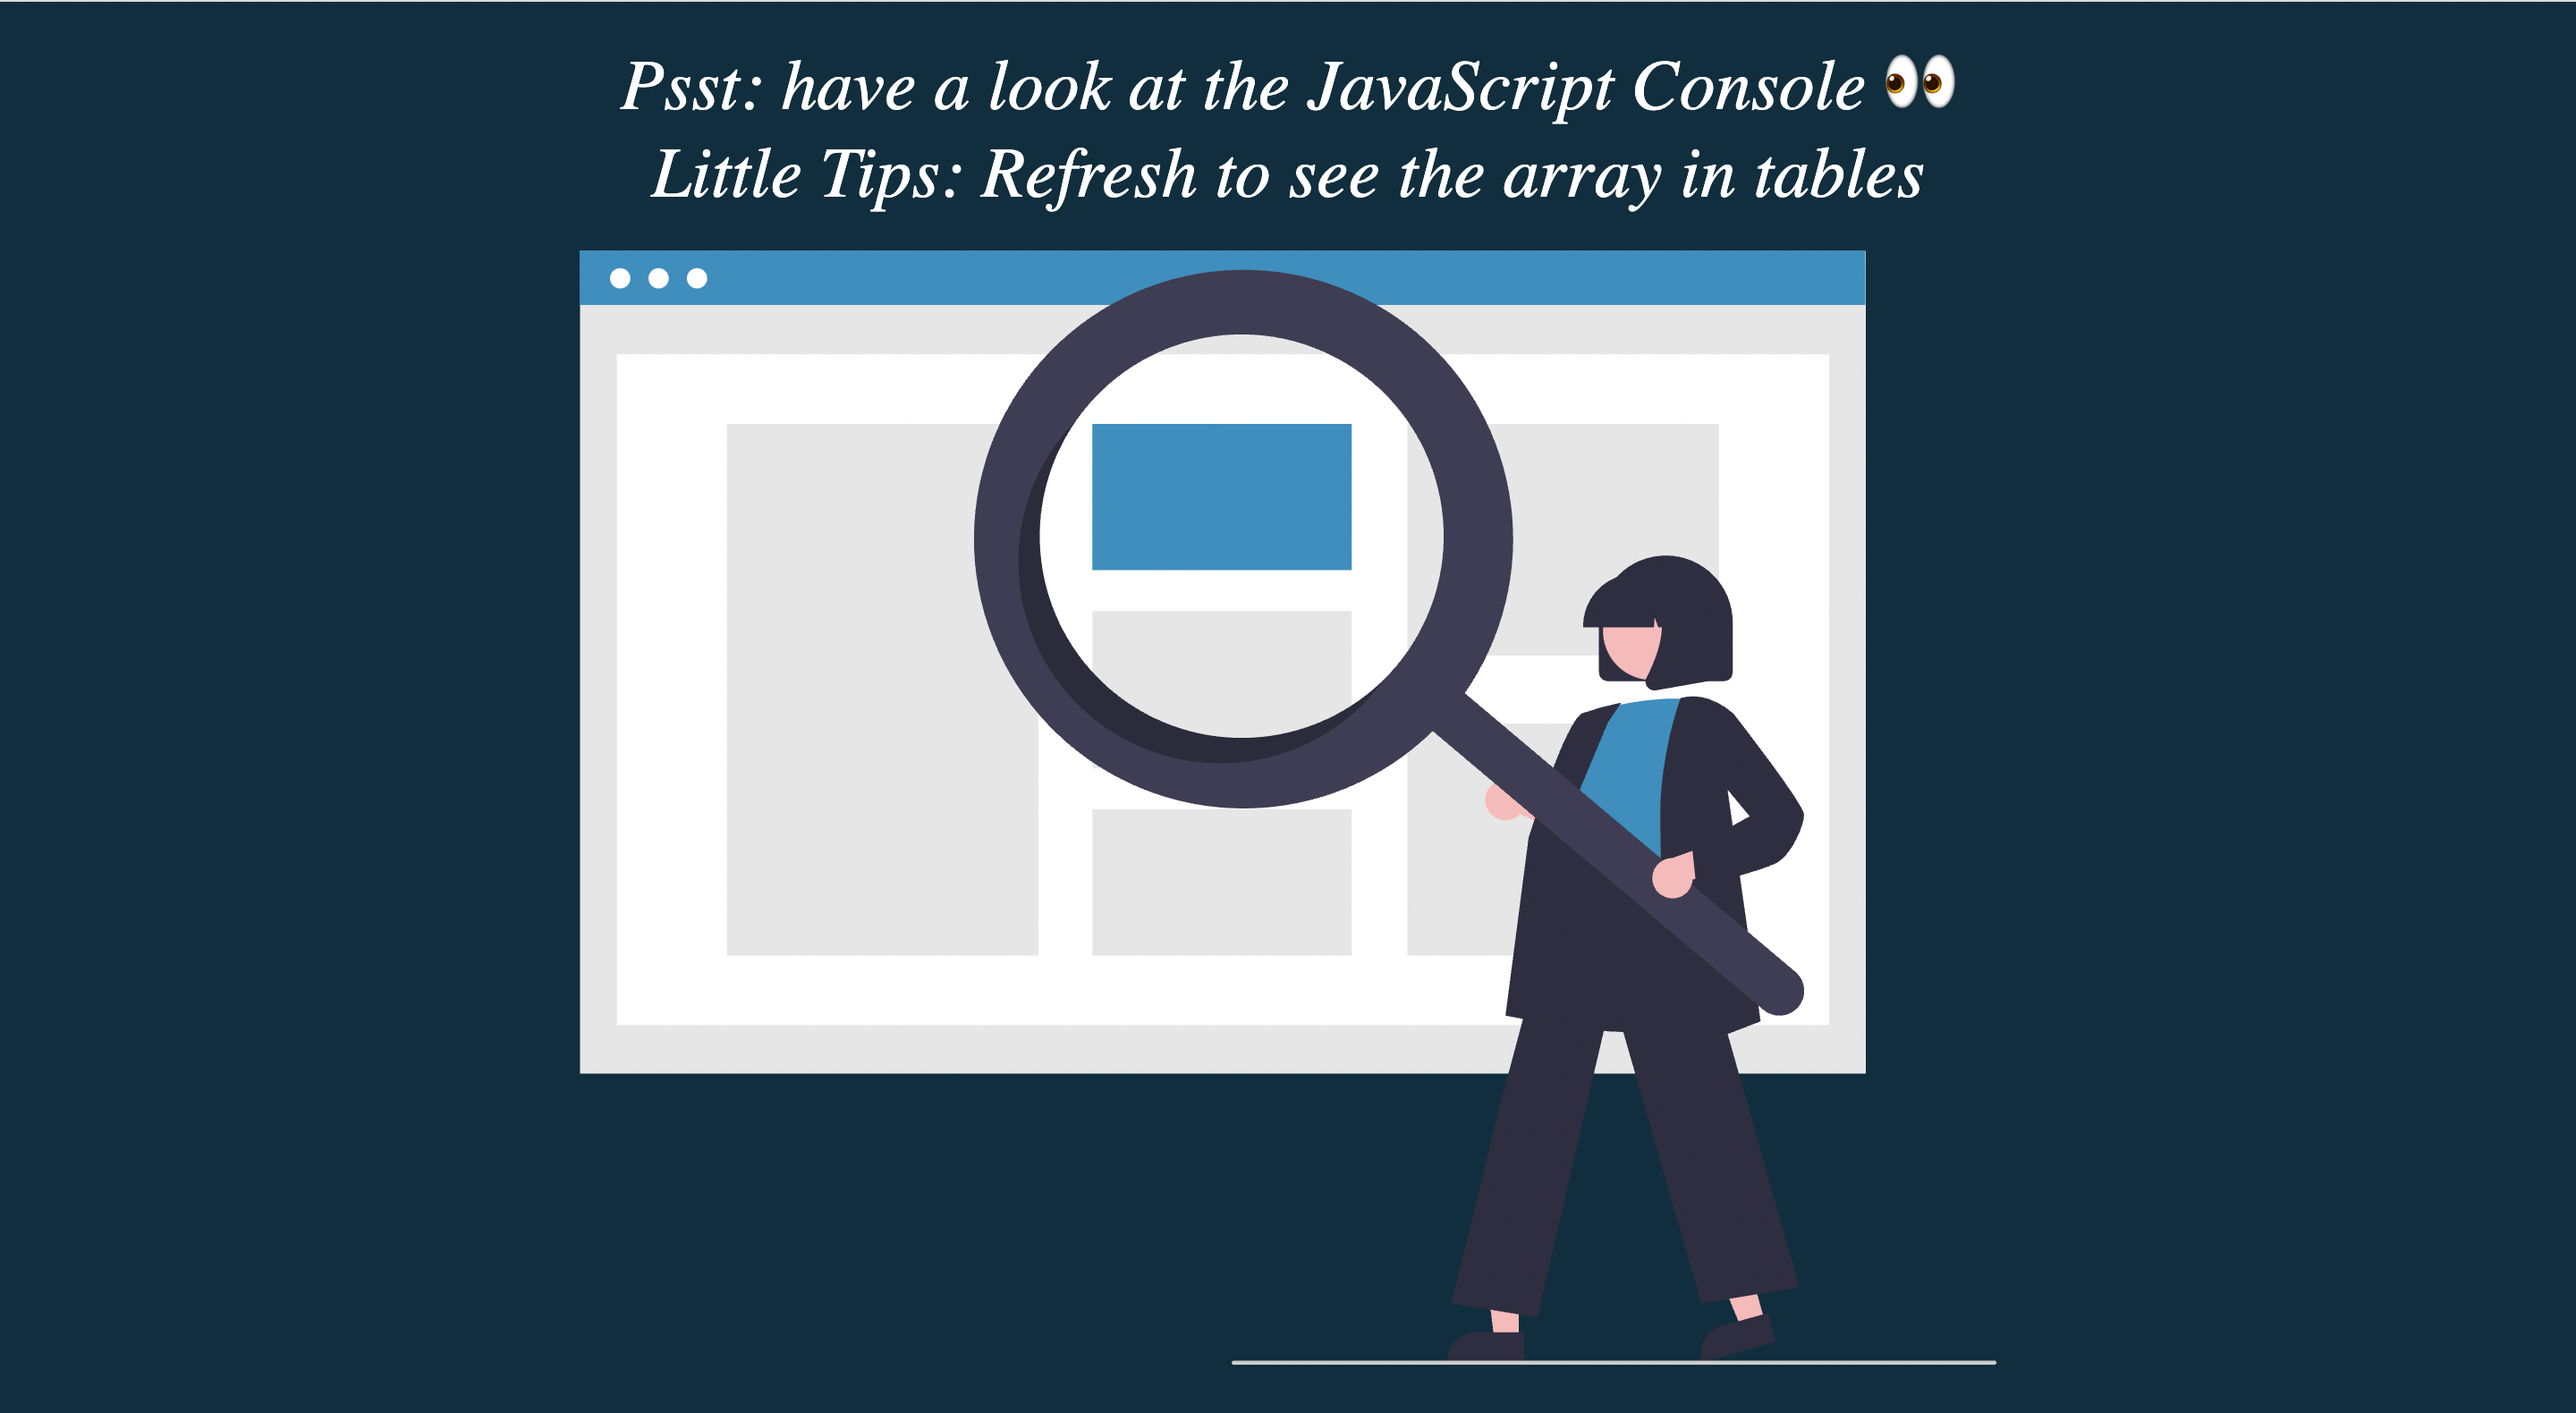 Psst: have a look at the JavaScript Console 👀
Little Tips: Refresh to see the array in tables